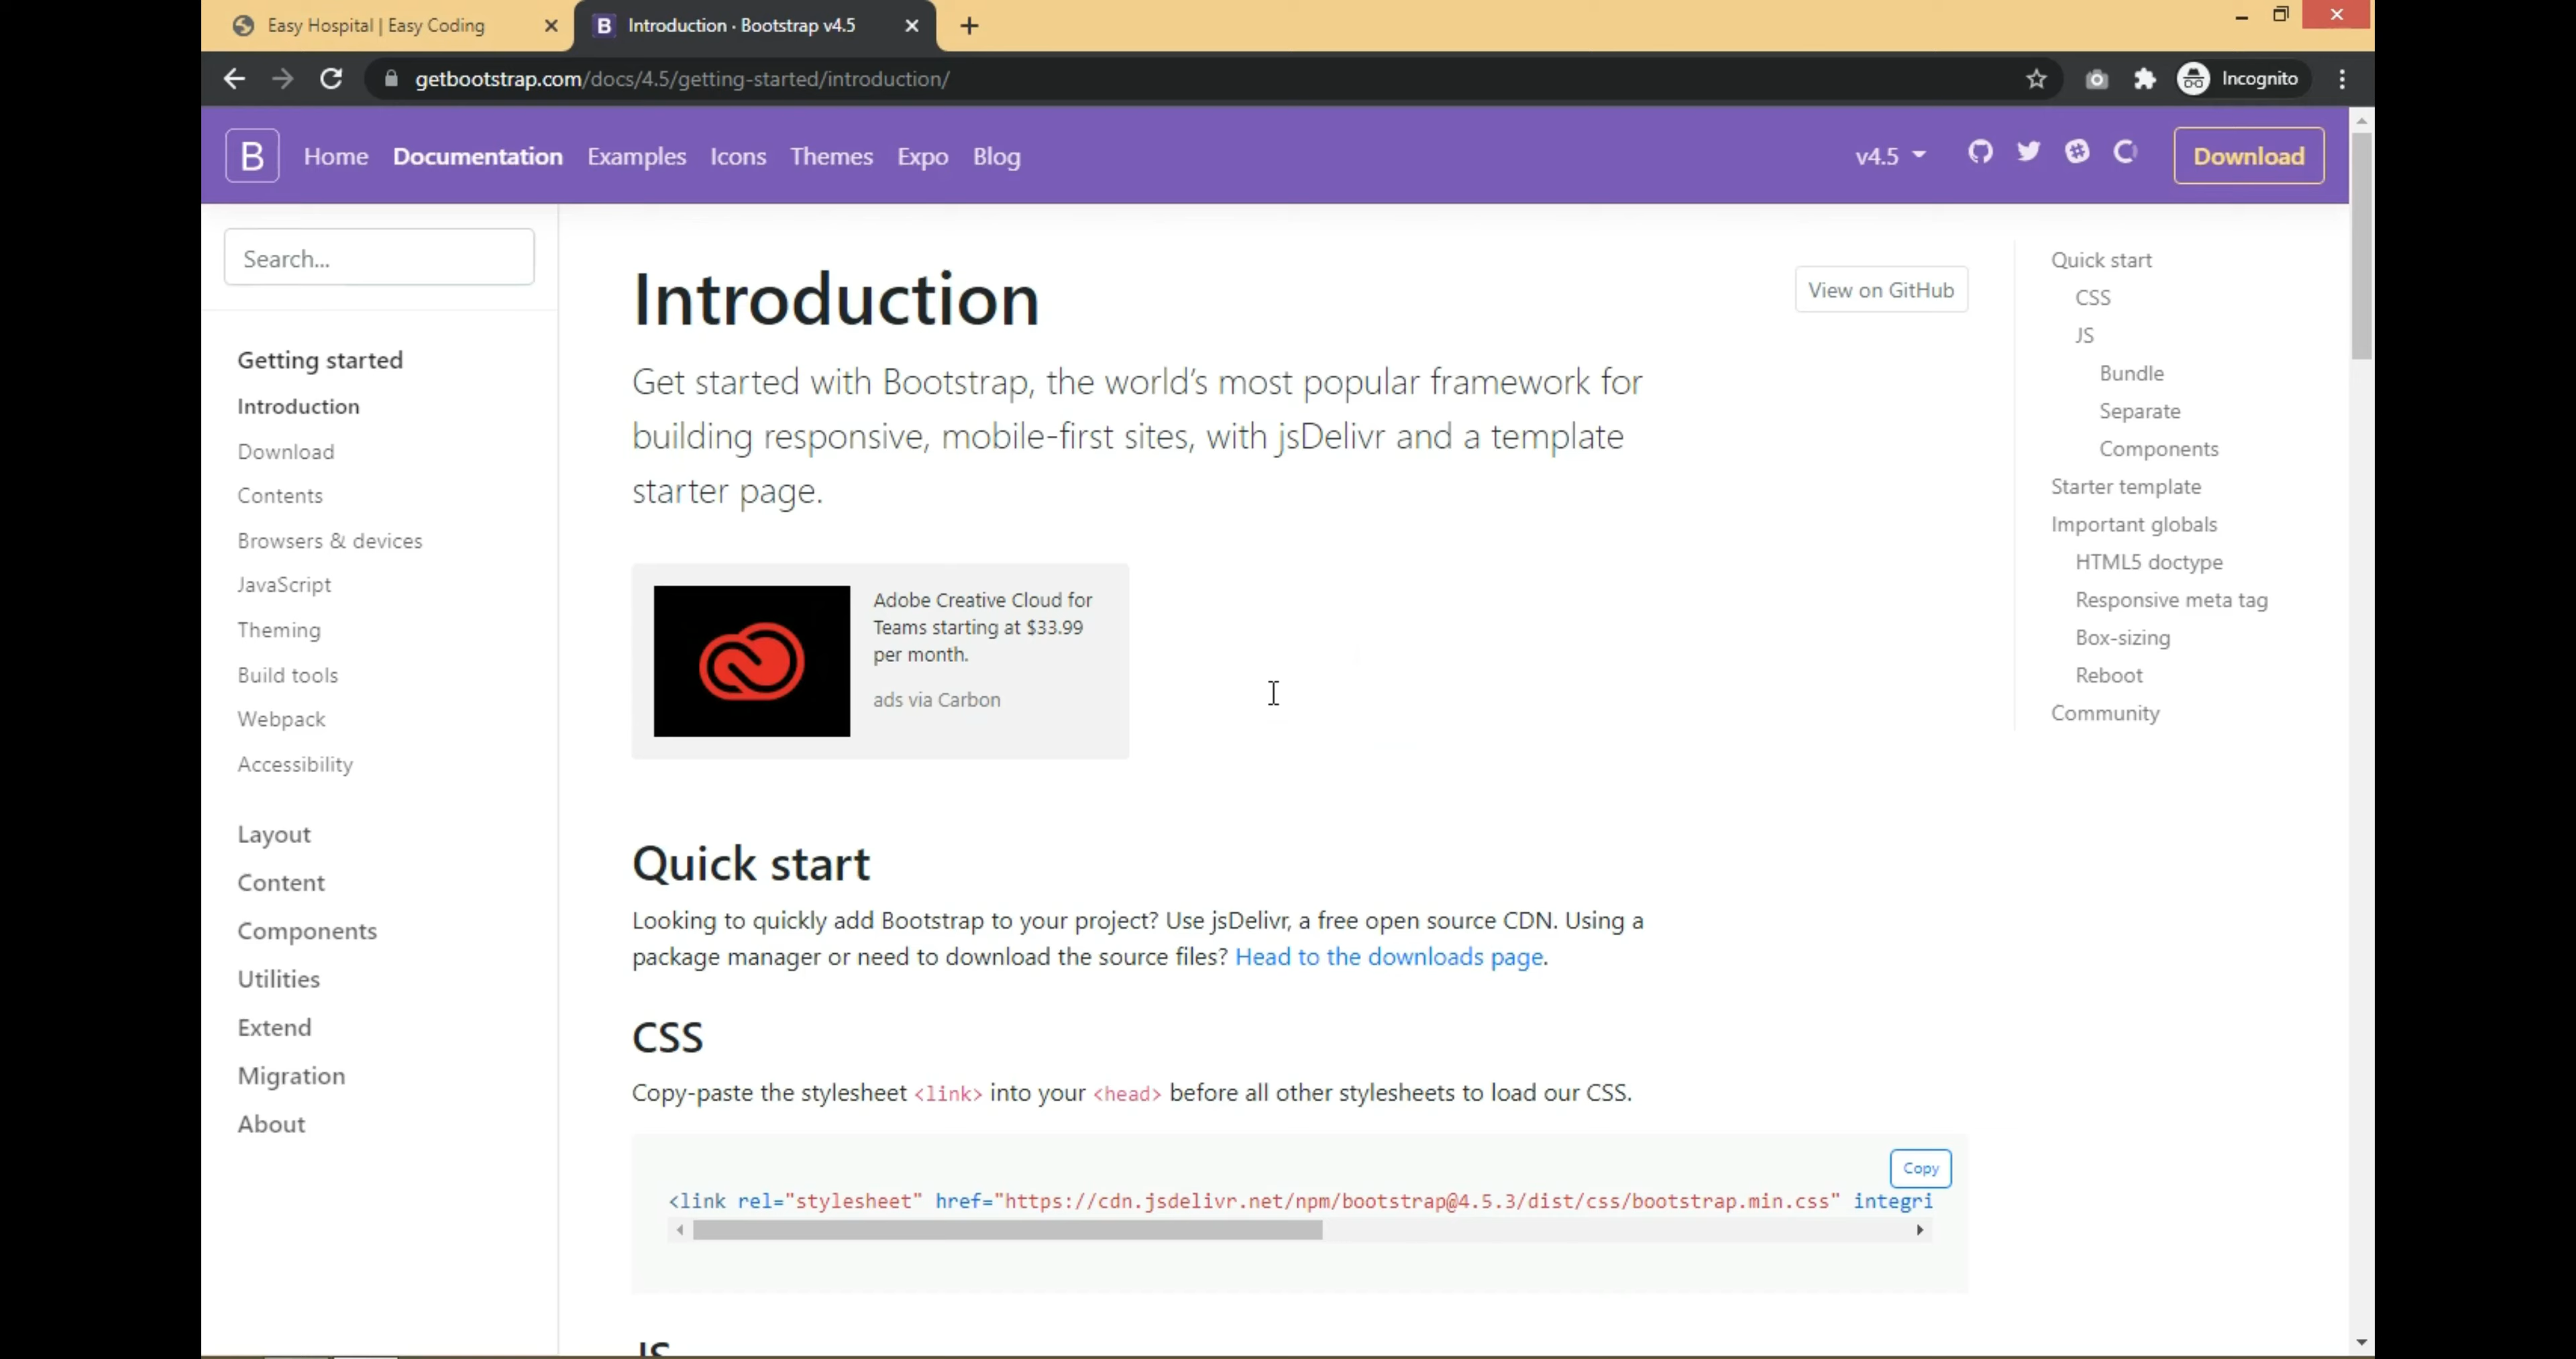 Easy Hospital | Easy Coding
Introduction · Bootstrap v4.5
getbootstrap.com/docs/4.5/getting-started/introduction/
Incognito
B Home Documentation Examples Icons Themes Expo Blog
v4.5
Download
Search...
Getting started
Introduction
Download
Contents
Browsers & devices
JavaScript
Theming
Build tools
Webpack
Accessibility
Layout
Content
Components
Utilities
Extend
Migration
About
Introduction
View on GitHub
Get started with Bootstrap, the world’s most popular framework for
building responsive, mobile-first sites, with jsDelivr and a template
starter page.
Adobe Creative Cloud for
Teams starting at $33.99
per month.
ads via Carbon
Quick start
Looking to quickly add Bootstrap to your project? Use jsDelivr, a free open source CDN. Using a
package manager or need to download the source files? Head to the downloads page.
CSS
Copy-paste the stylesheet <link> into your <head> before all other stylesheets to load our CSS.
Copy
<link rel="stylesheet" href="https://cdn.jsdelivr.net/npm/bootstrap@4.5.3/dist/css/bootstrap.min.css" integri
JS
Quick start
CSS
JS
Bundle
Separate
Components
Starter template
Important globals
HTML5 doctype
Responsive meta tag
Box-sizing
Reboot
Community